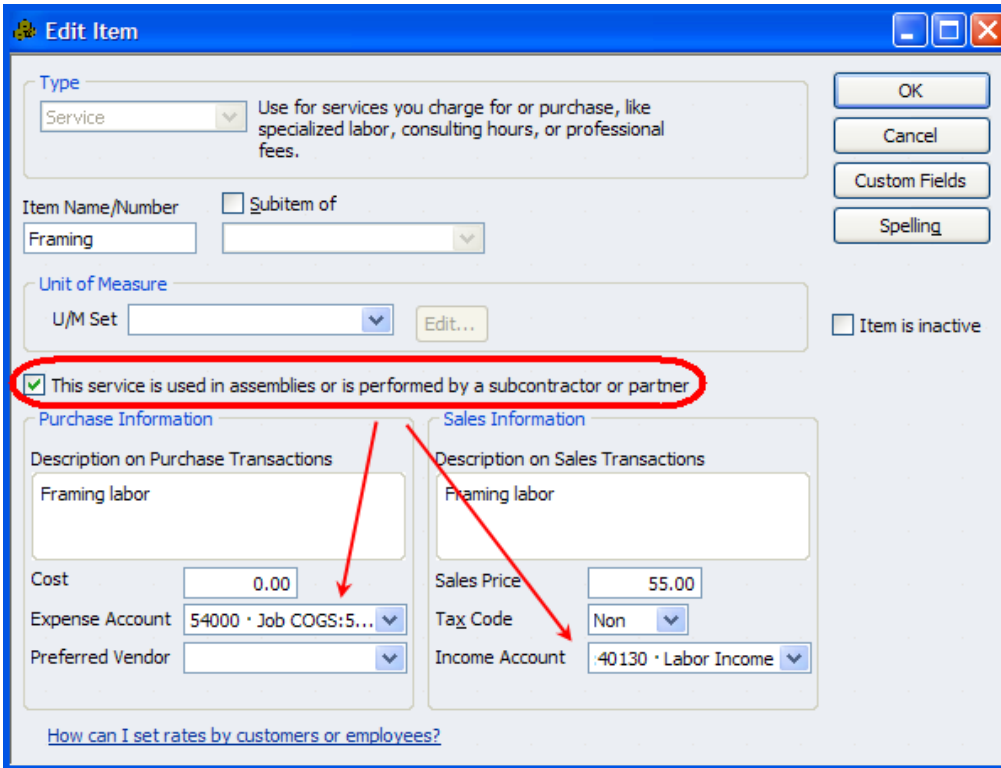 Edit Item
Type
Service
Use for services you charge for or purchase, like
specialized labor, consulting hours, or professional
fees.
OK
Cancel
Custom Fields
Spelling
Item Name/Number
Subitem of
Framing
Unit of Measure
U/M Set
Edit...
Item is inactive
This service is used in assemblies or is performed by a subcontractor or partner
Purchase Information
Description on Purchase Transactions
Framing labor
Cost
0.00
Expense Account
54000 · Job COGS:5...
Preferred Vendor
Sales Information
Description on Sales Transactions
Framing labor
Sales Price
55.00
Tax Code
Non
Income Account
:40130 · Labor Income
How can I set rates by customers or employees?